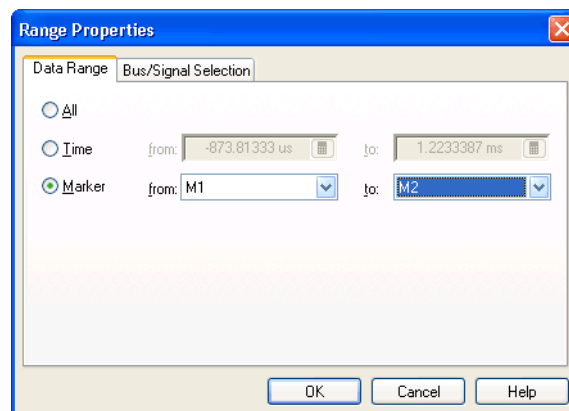 Range Properties
Data Range Bus/Signal Selection
All
Time from: -873.81333 us to: 1.2233387 ms
Marker from: M1 to: M2
OK Cancel Help